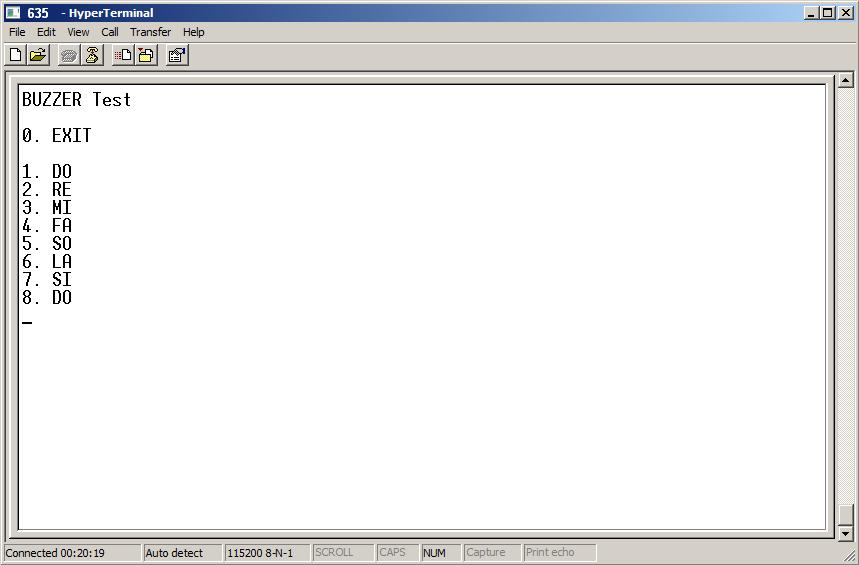 635 - HyperTerminal
File Edit View Call Transfer Help
BUZZER Test
0. EXIT
1. DO
2. RE
3. MI
4. FA
5. SO
6. LA
7. SI
8. DO
_
Connected 00:20:19 Auto detect 115200 8-N-1 SCROLL CAPS NUM Capture Print echo